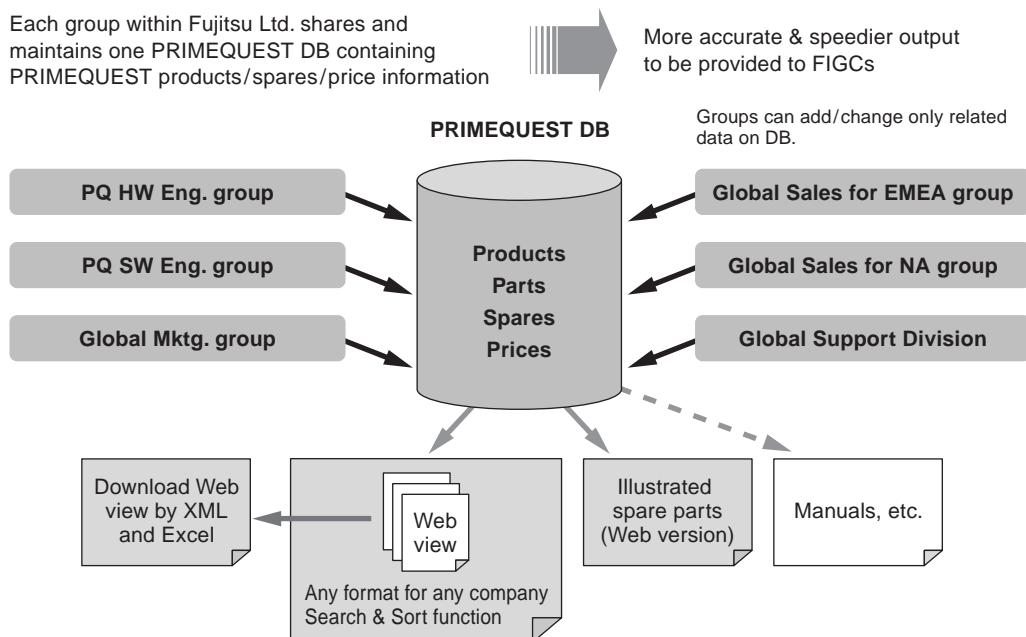 Each group within Fujitsu Ltd. shares and
maintains one PRIMEQUEST DB containing
PRIMEQUEST products/spares/price information
More accurate & speedier output
to be provided to FIGCs
Groups can add/change only related
data on DB.
PRIMEQUEST DB
PQ HW Eng. group
PQ SW Eng. group
Global Mktg. group
Products
Parts
Spares
Prices
Global Sales for EMEA group
Global Sales for NA group
Global Support Division
Download Web
view by XML
and Excel
Web
view
Any format for any company
Search & Sort function
Illustrated
spare parts
(Web version)
Manuals, etc.